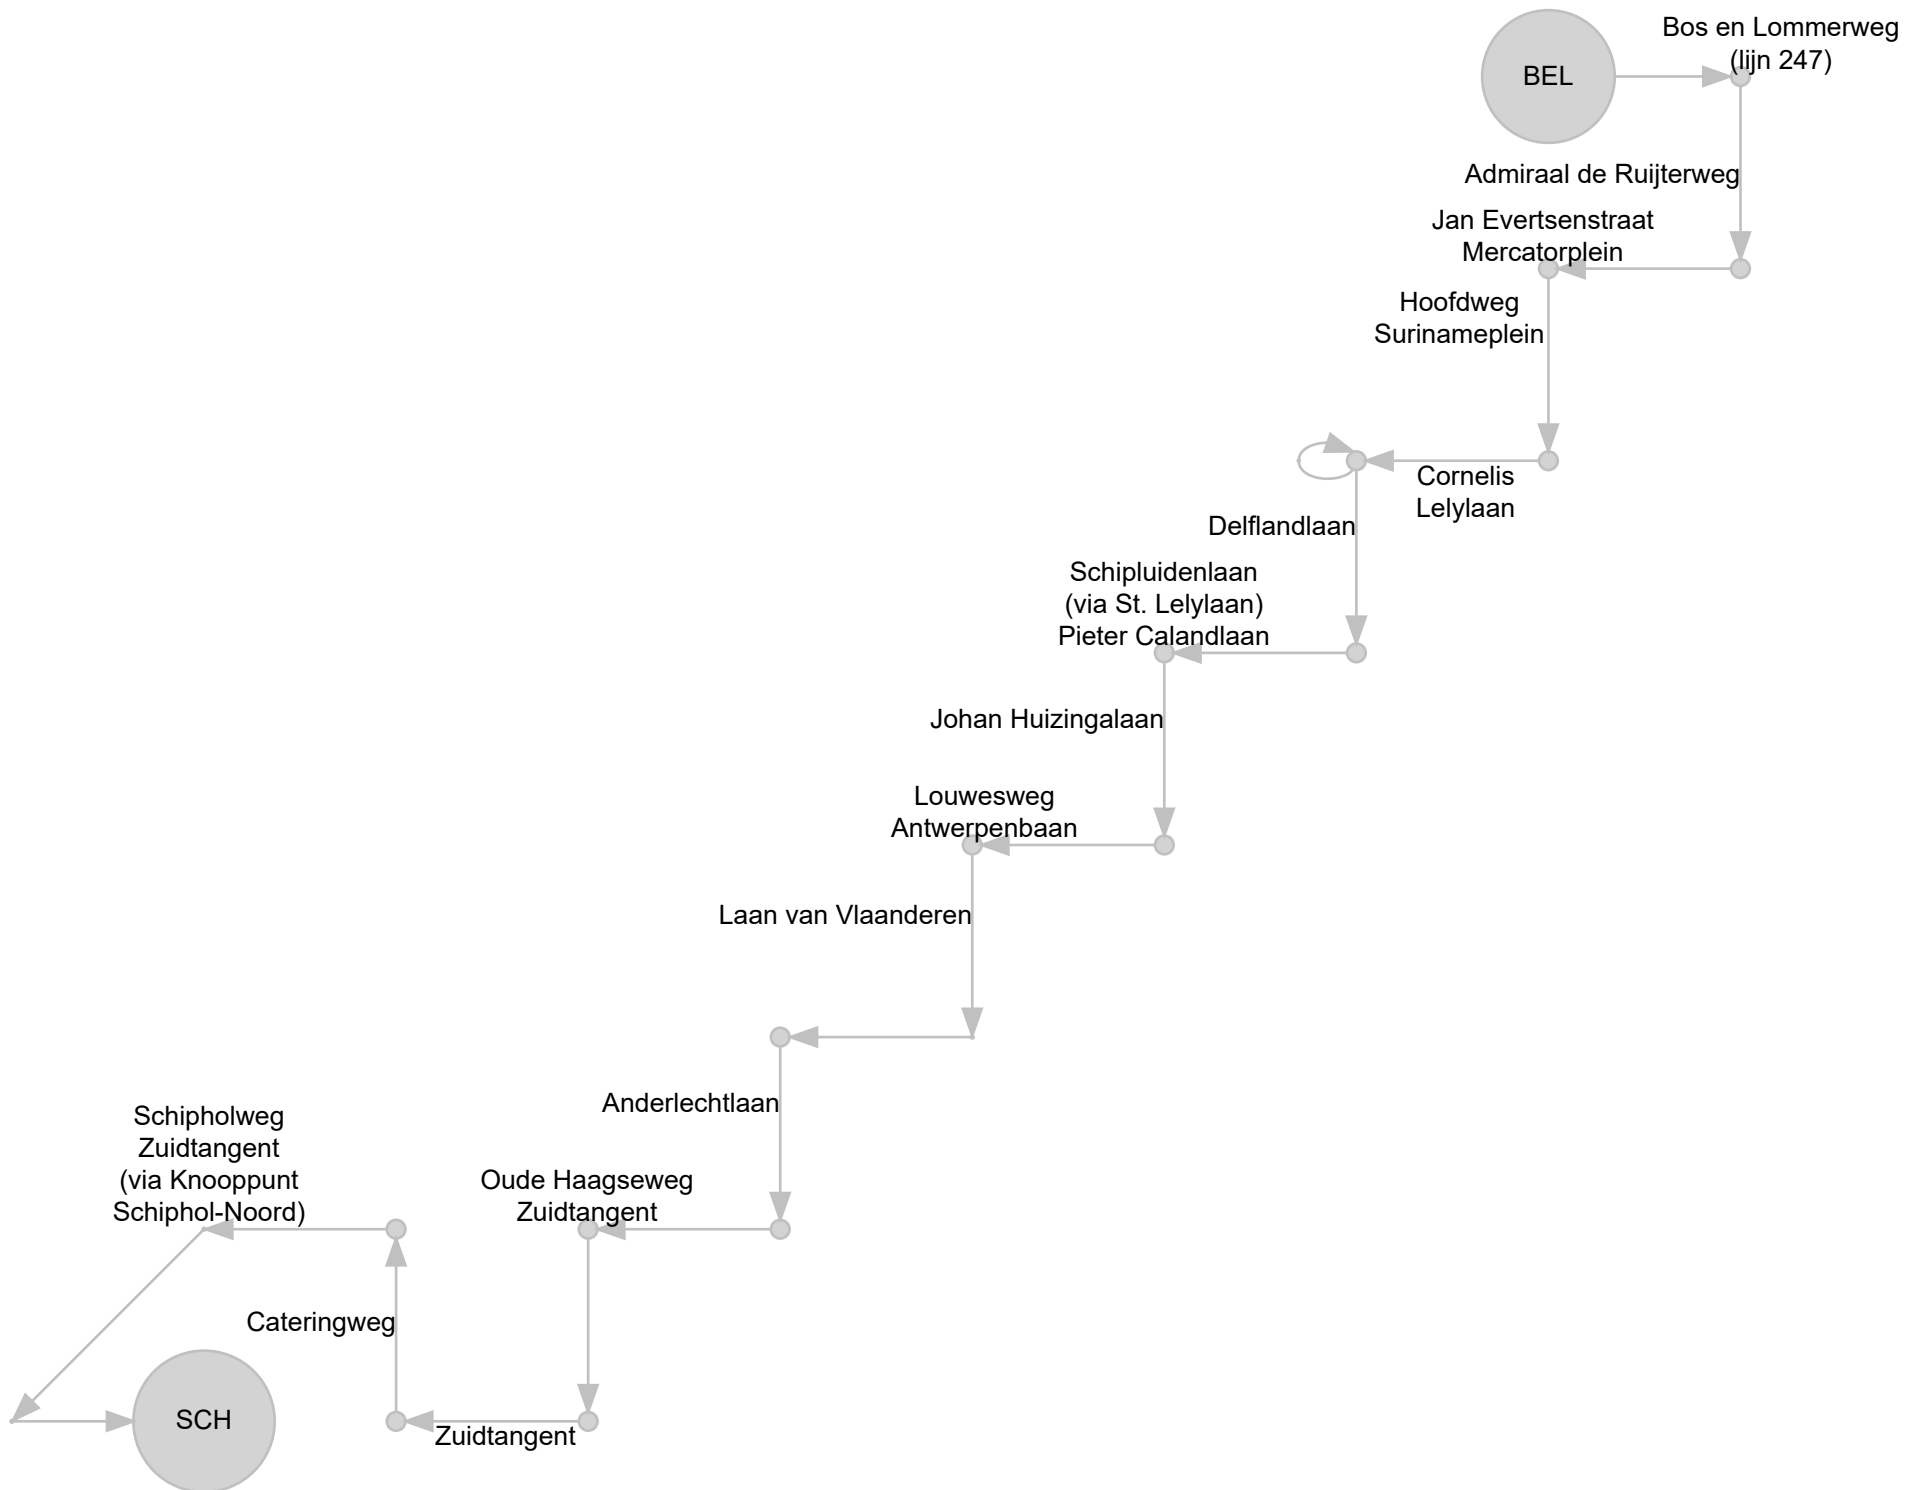 BEL
Bos en Lommerweg
(lijn 247)
Admiraal de Ruijterweg
Jan Evertsenstraat
Mercatorplein
Hoofdweg
Surinameplein
Cornelis
Lelylaan
Delflandlaan
Schipluidenlaan
(via St. Lelylaan)
Pieter Calandlaan
Johan Huizingalaan
Louwesweg
Antwerpenbaan
Laan van Vlaanderen
Anderlechtlaan
Oude Haagseweg
Zuidtangent
Zuidtangent
Cateringweg
Schipholweg
Zuidtangent
(via Knooppunt
Schiphol-Noord)
SCH